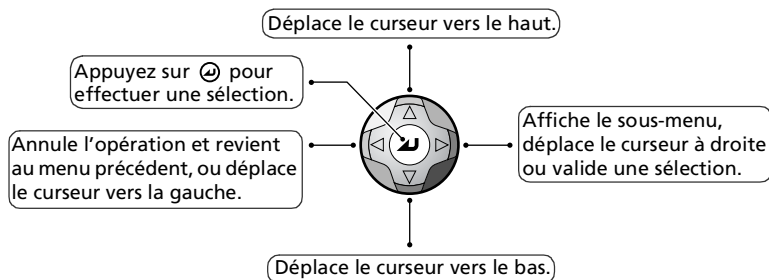 Déplace le curseur vers le haut.
Appuyez sur pour
effectuer une sélection.
Annule l’opération et revient
au menu précédent, ou déplace
le curseur vers la gauche.
Affiche le sous-menu,
déplace le curseur à droite
ou valide une sélection.
Déplace le curseur vers le bas.